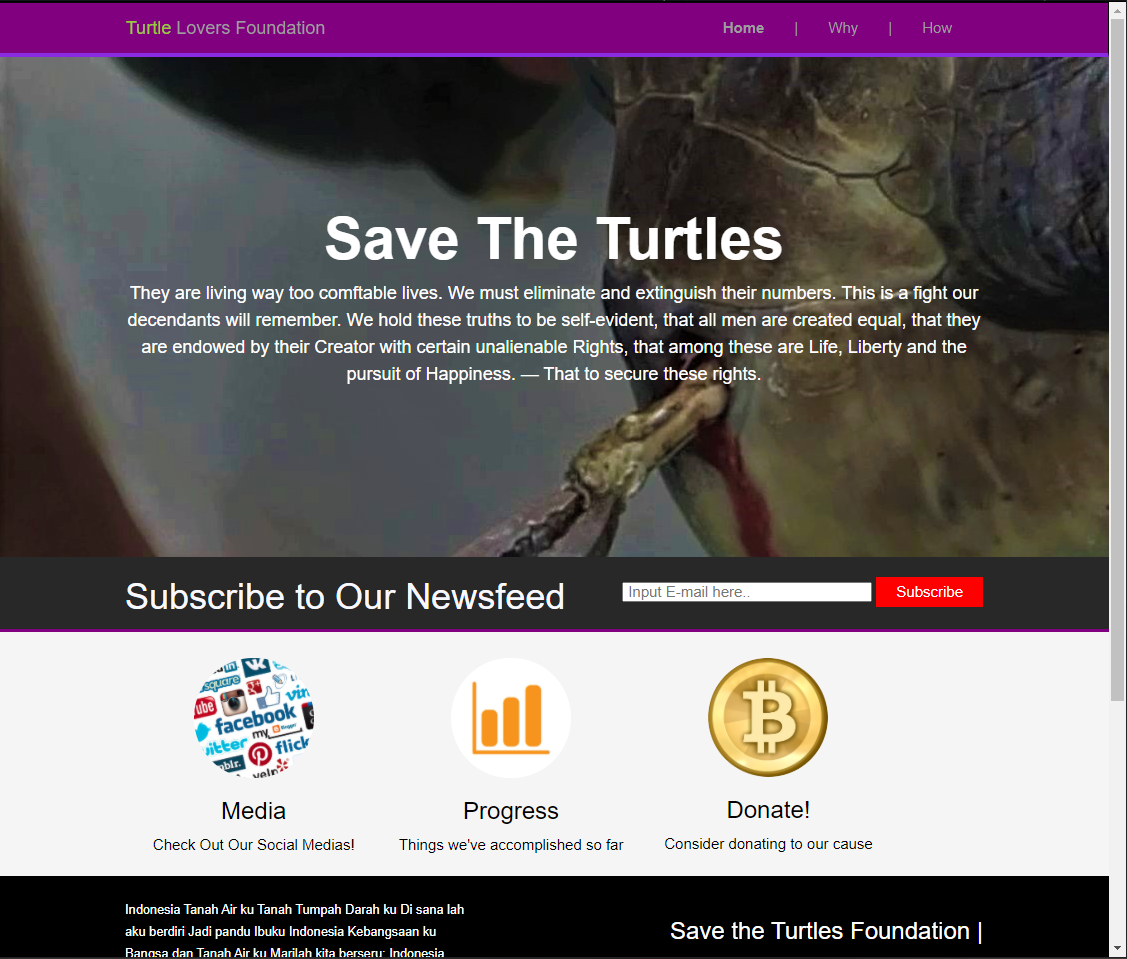 Turtle Lovers Foundation
Home | Why | How
Save The Turtles
They are living way too comftable lives. We must eliminate and extinguish their numbers. This is a fight our
decendants will remember. We hold these truths to be self-evident, that all men are created equal, that they
are endowed by their Creator with certain unalienable Rights, that among these are Life, Liberty and the
pursuit of Happiness. — That to secure these rights.
Subscribe to Our Newsfeed
Input E-mail here..
Subscribe
facebook
flick
Media
Check Out Our Social Medias!
Progress
Things we've accomplished so far
Donate!
Consider donating to our cause
Indonesia Tanah Air ku Tanah Tumpah Darah ku Di sana lah
aku berdiri Jadi pandu Ibuku Indonesia Kebangsaan ku
Bangsa dan Tanah Air ku Marilah kita berseru: Indonesia
Save the Turtles Foundation |